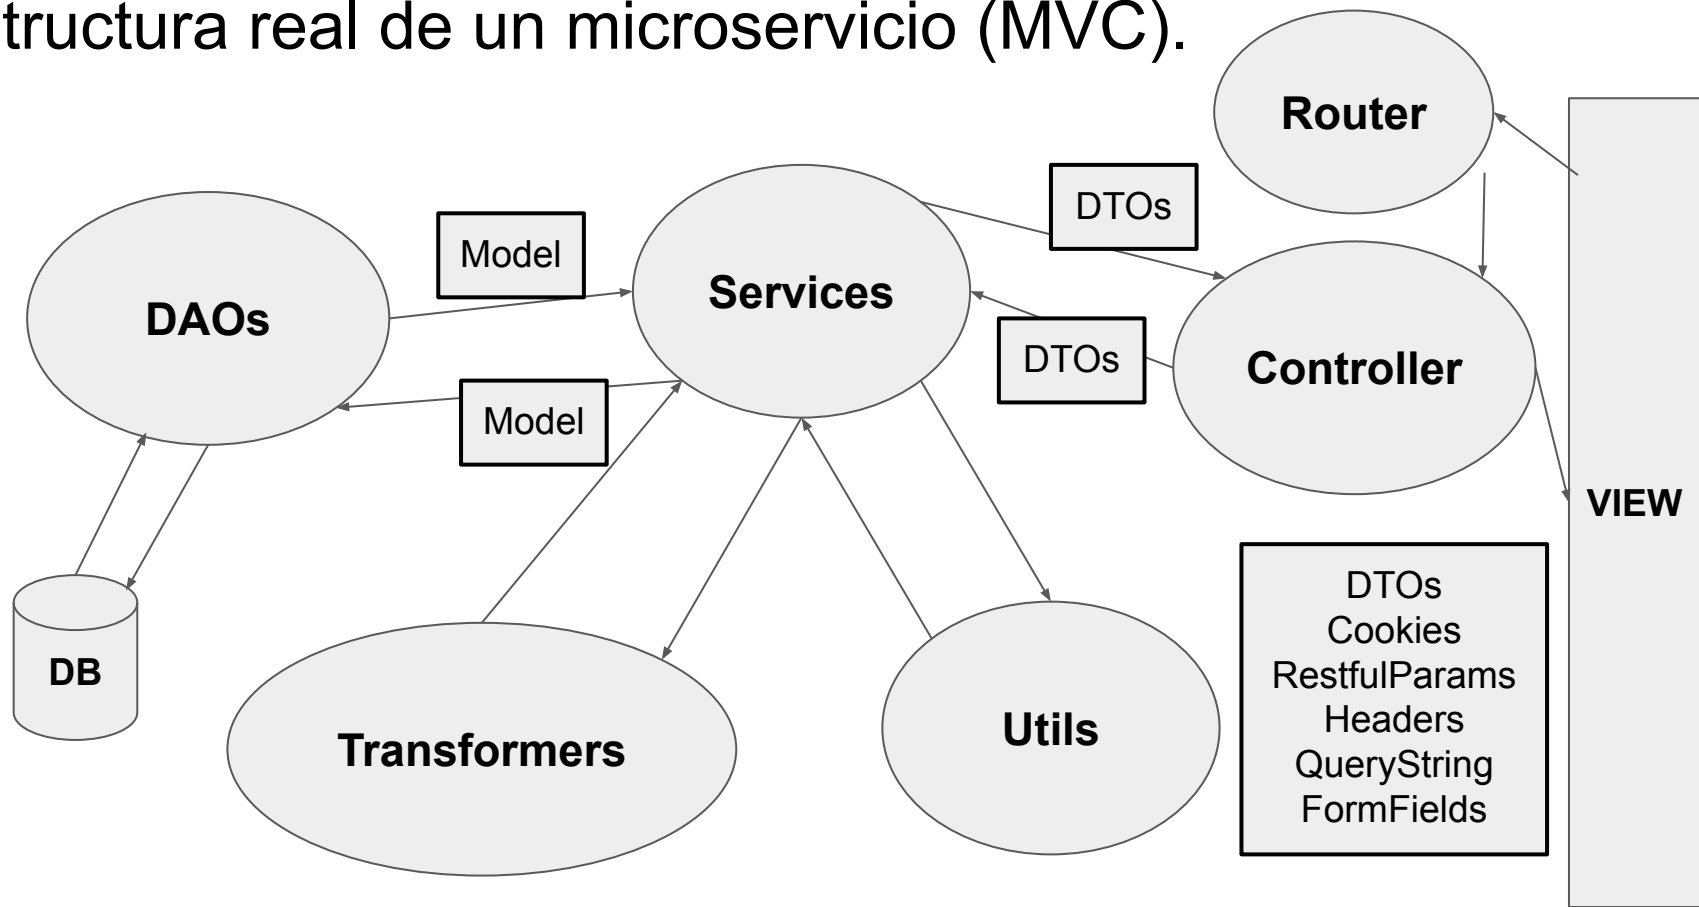 tructura real de un microservicio (MVC).
Router
DTOs
Model
Services
DAOs
DTOs
Controller
Model
VIEW
DB
Transformers
Utils
DTOs
Cookies
RestfulParams
Headers
QueryString
FormFields